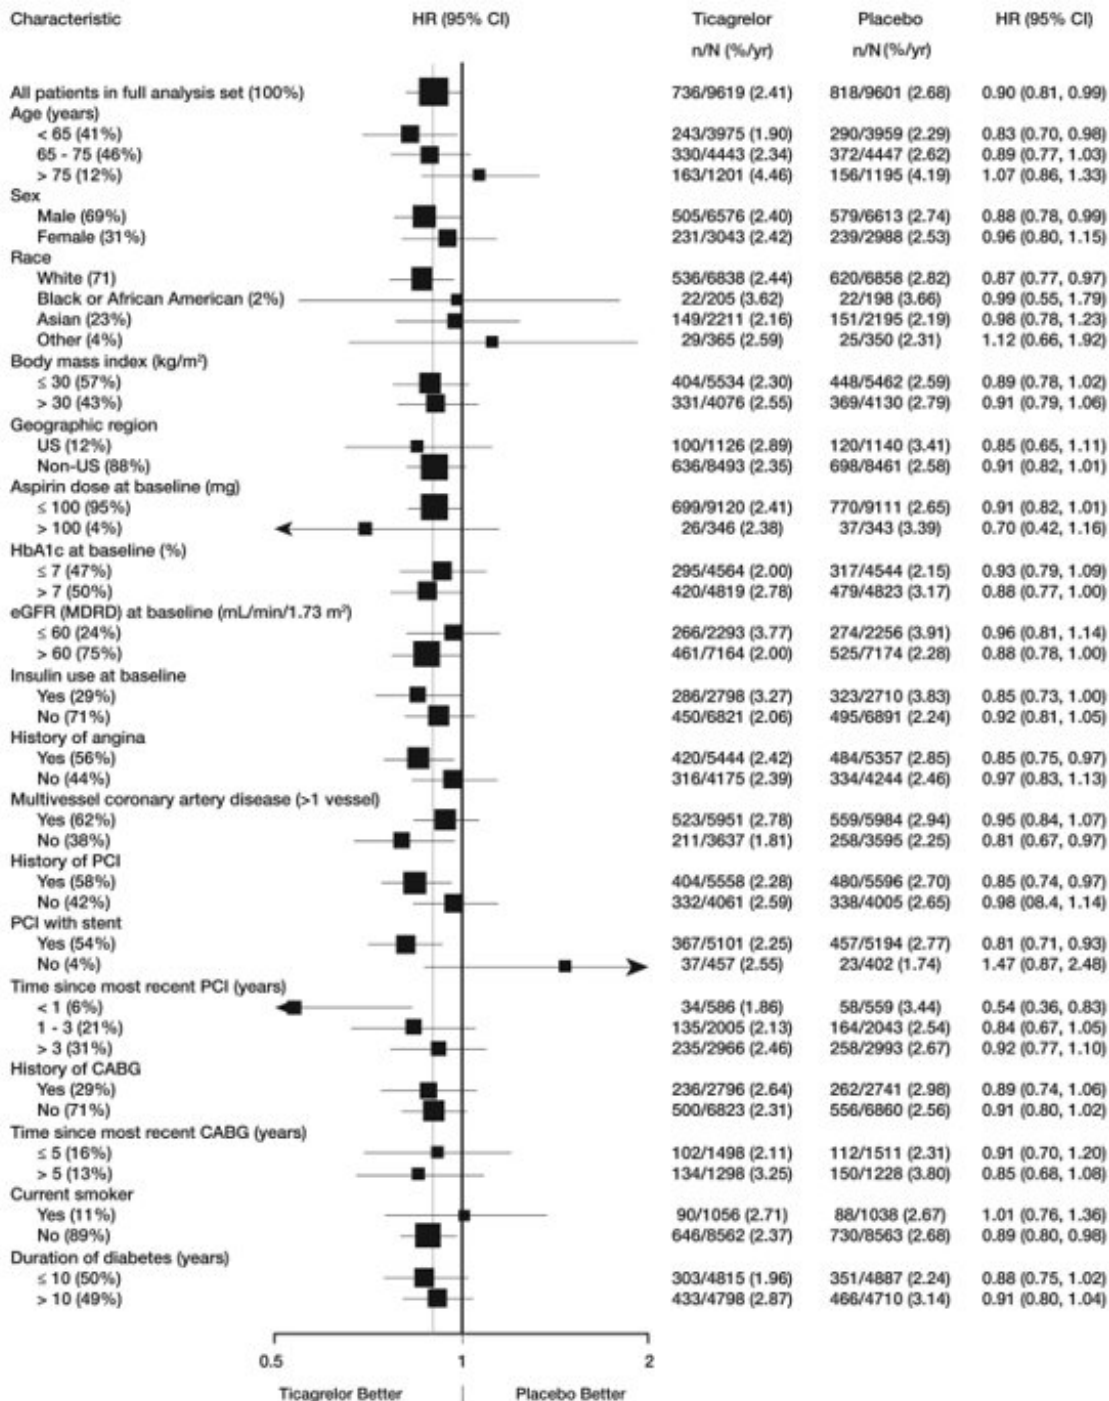 Characteristic HR (95% CI) Ticagrelor Placebo HR (95% CI)
n/N (%/yr) n/N (%/yr)
All patients in full analysis set (100%) 736/9619 (2.41) 818/9601 (2.68) 0.90 (0.81, 0.99)
Age (years)
< 65 (41%) 243/3975 (1.90) 290/3959 (2.29) 0.83 (0.70, 0.98)
65 - 75 (46%) 330/4443 (2.34) 372/4447 (2.62) 0.89 (0.77, 1.03)
> 75 (12%) 163/1201 (4.46) 156/1195 (4.19) 1.07 (0.86, 1.33)
Sex
Male (69%) 505/6576 (2.40) 579/6613 (2.74) 0.88 (0.78, 0.99)
Female (31%) 231/3043 (2.42) 239/2988 (2.53) 0.96 (0.80, 1.15)
Race
White (71) 536/6838 (2.44) 620/6858 (2.82) 0.87 (0.77, 0.97)
Black or African American (2%) 22/205 (3.62) 22/198 (3.66) 0.99 (0.55, 1.79)
Asian (23%) 149/2211 (2.16) 151/2195 (2.19) 0.98 (0.78, 1.23)
Other (4%) 29/365 (2.59) 25/350 (2.31) 1.12 (0.66, 1.92)
Body mass index (kg/m²)
≤ 30 (57%) 404/5534 (2.30) 448/5462 (2.59) 0.89 (0.78, 1.02)
> 30 (43%) 331/4076 (2.55) 369/4130 (2.79) 0.91 (0.79, 1.06)
Geographic region
US (12%) 100/1126 (2.89) 120/1140 (3.41) 0.85 (0.65, 1.11)
Non-US (88%) 636/8493 (2.35) 698/8461 (2.58) 0.91 (0.82, 1.01)
Aspirin dose at baseline (mg)
≤ 100 (95%) 699/9120 (2.41) 770/9111 (2.65) 0.91 (0.82, 1.01)
> 100 (4%) 26/346 (2.38) 37/343 (3.39) 0.70 (0.42, 1.16)
HbA1c at baseline (%)
≤ 7 (47%) 295/4564 (2.00) 317/4544 (2.15) 0.93 (0.79, 1.09)
> 7 (50%) 420/4819 (2.78) 479/4823 (3.17) 0.88 (0.77, 1.00)
eGFR (MDRD) at baseline (mL/min/1.73 m²)
≤ 60 (24%) 266/2293 (3.77) 274/2256 (3.91) 0.96 (0.81, 1.14)
> 60 (75%) 461/7164 (2.00) 525/7174 (2.28) 0.88 (0.78, 1.00)
Insulin use at baseline
Yes (29%) 286/2798 (3.27) 323/2710 (3.83) 0.85 (0.73, 1.00)
No (71%) 450/6821 (2.06) 495/6891 (2.24) 0.92 (0.81, 1.05)
History of angina
Yes (56%) 420/5444 (2.42) 484/5357 (2.85) 0.85 (0.75, 0.97)
No (44%) 316/4175 (2.39) 334/4244 (2.46) 0.97 (0.83, 1.13)
Multivessel coronary artery disease (>1 vessel)
Yes (62%) 523/5951 (2.78) 559/5984 (2.94) 0.95 (0.84, 1.07)
No (38%) 211/3637 (1.81) 258/3595 (2.25) 0.81 (0.67, 0.97)
History of PCI
Yes (58%) 404/5558 (2.28) 480/5596 (2.70) 0.85 (0.74, 0.97)
No (42%) 332/4061 (2.59) 338/4005 (2.65) 0.98 (08.4, 1.14)
PCI with stent
Yes (54%) 367/5101 (2.25) 457/5194 (2.77) 0.81 (0.71, 0.93)
No (4%) 37/457 (2.55) 23/402 (1.74) 1.47 (0.87, 2.48)
Time since most recent PCI (years)
< 1 (6%) 34/586 (1.86) 58/559 (3.44) 0.54 (0.36, 0.83)
1 - 3 (21%) 135/2005 (2.13) 164/2043 (2.54) 0.84 (0.67, 1.05)
> 3 (31%) 235/2966 (2.46) 258/2993 (2.67) 0.92 (0.77, 1.10)
History of CABG
Yes (29%) 236/2796 (2.64) 262/2741 (2.98) 0.89 (0.74, 1.06)
No (71%) 500/6823 (2.31) 556/6860 (2.56) 0.91 (0.80, 1.02)
Time since most recent CABG (years)
≤ 5 (16%) 102/1498 (2.11) 112/1511 (2.31) 0.91 (0.70, 1.20)
> 5 (13%) 134/1298 (3.25) 150/1228 (3.80) 0.85 (0.68, 1.08)
Current smoker
Yes (11%) 90/1056 (2.71) 88/1038 (2.67) 1.01 (0.76, 1.36)
No (89%) 646/8562 (2.37) 730/8563 (2.68) 0.89 (0.80, 0.98)
Duration of diabetes (years)
≤ 10 (50%) 303/4815 (1.96) 351/4887 (2.24) 0.88 (0.75, 1.02)
> 10 (49%) 433/4798 (2.87) 466/4710 (3.14) 0.91 (0.80, 1.04)
0.5 1 2
Ticagrelor Better Placebo Better